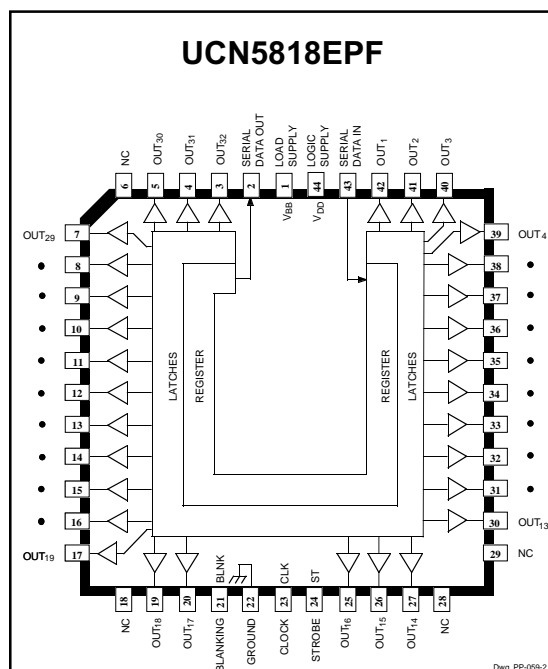 UCN5818EPF
NC
OUT30
OUT31
OUT32
SERIAL
DATA OUT
LOAD
SUPPLY
LOGIC
SUPPLY
SERIAL
DATA IN
OUT1
OUT2
OUT3
6
5
4
3
2
1
44
43
42
41
40
VBB
VDD
OUT29
7
39
OUT4
8
38
9
37
10
36
11
35
12
34
13
33
14
32
15
31
16
30
OUT13
OUT19
17
29
NC
LATCHES
REGISTER
REGISTER
LATCHES
BLNK
CLK
ST
18
19
20
21
22
23
24
25
26
27
28
NC
OUT18
OUT17
BLANKING
GROUND
CLOCK
STROBE
OUT16
OUT15
OUT14
NC
Dwg. PP-059-2